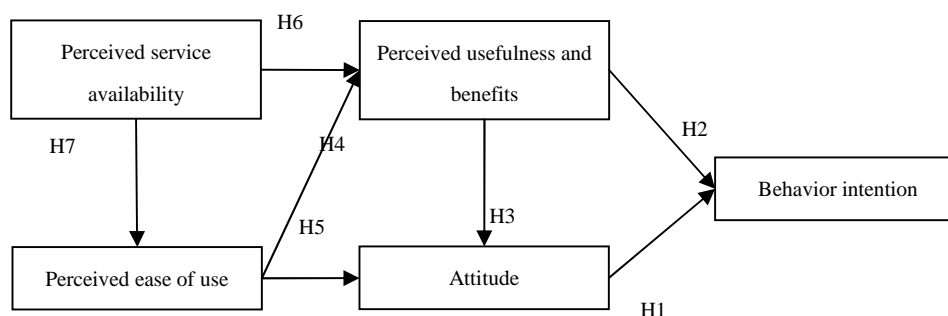 H6
Perceived service
availability
Perceived usefulness and
benefits
H7
H4
H2
Behavior intention
H3
H5
Perceived ease of use
Attitude
H1